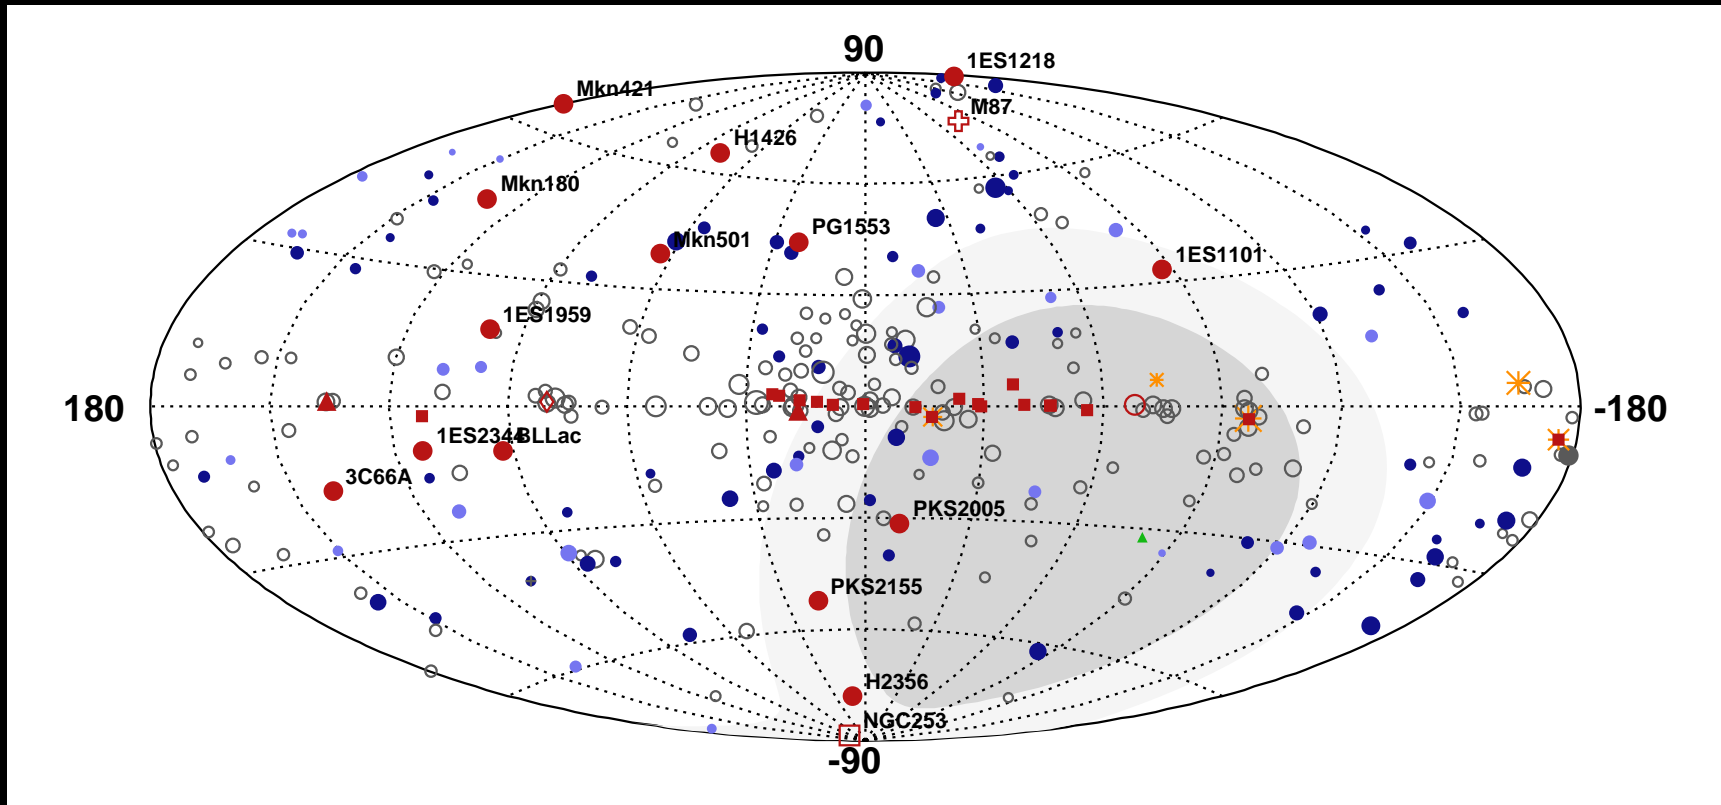 90
1ES1218
Mkn421
M87
H1426
Mkn180
PG1553
Mkn501
1ES1101
1ES1959
180
-180
1ES2344
BLLac
3C66A
PKS2005
PKS2155
H2356
NGC253
-90